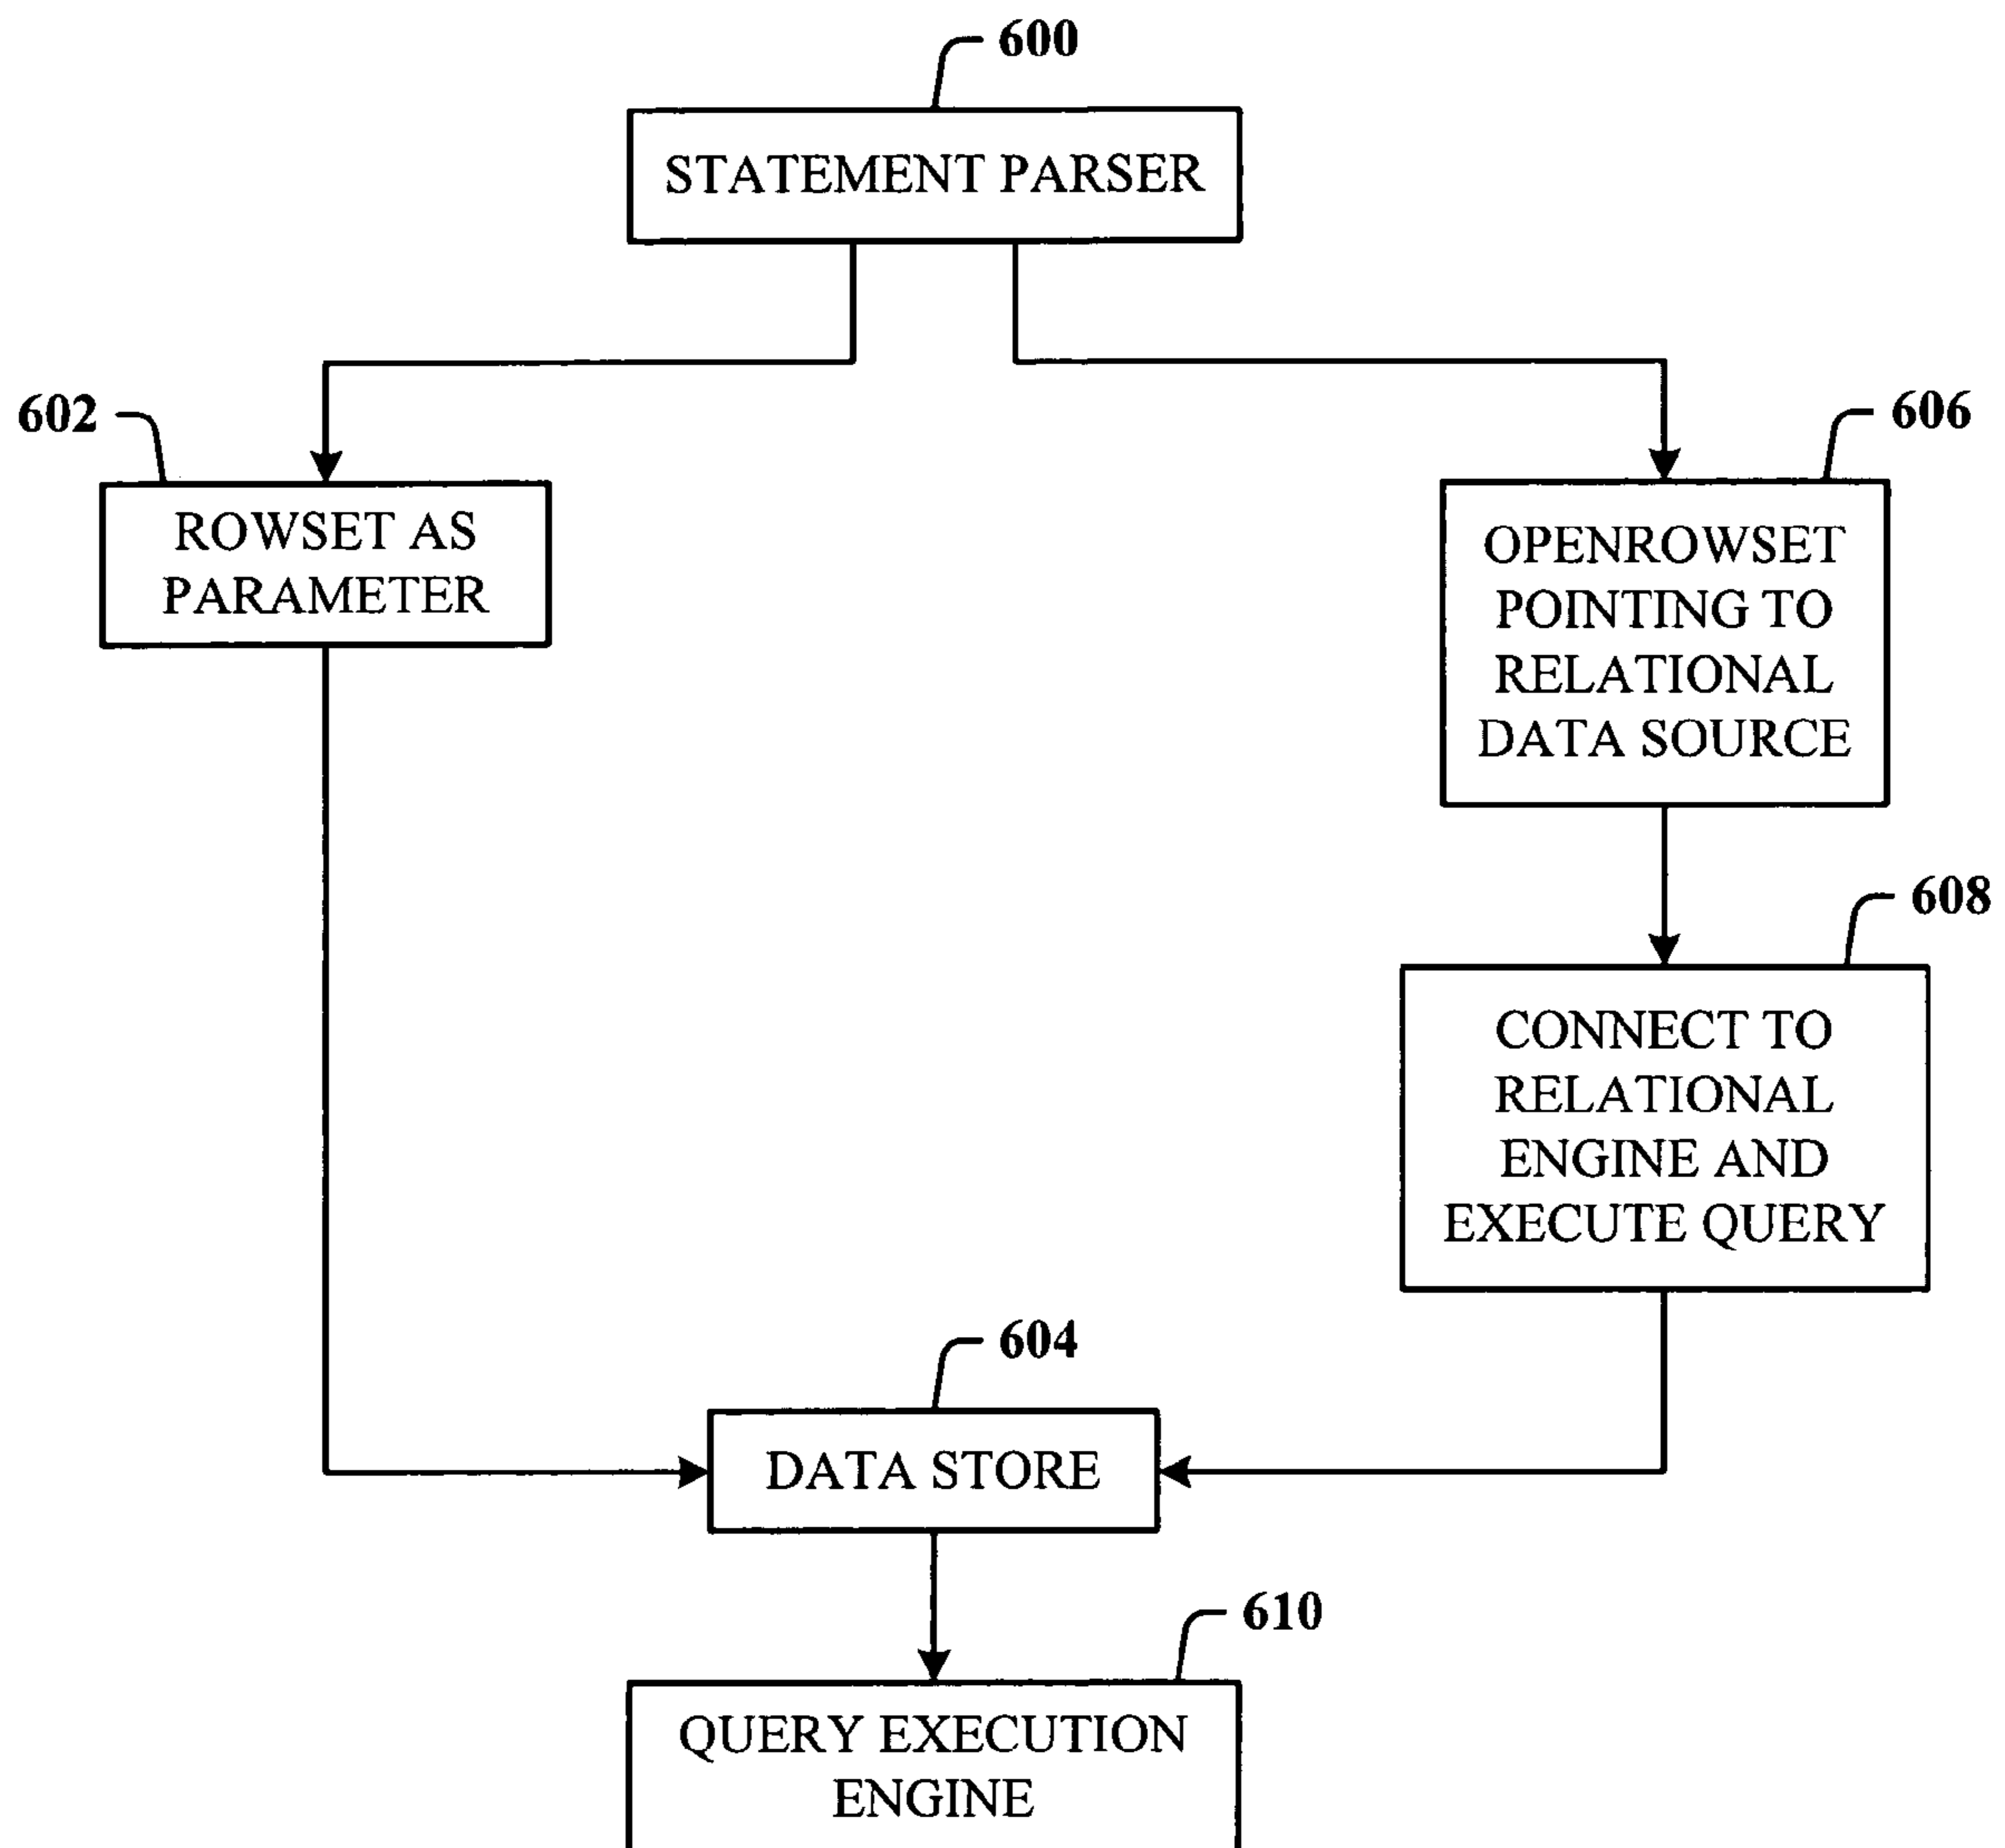 600
STATEMENT PARSER
602
ROWSET AS
PARAMETER
606
OPENROWSET
POINTING TO
RELATIONAL
DATA SOURCE
608
CONNECT TO
RELATIONAL
ENGINE AND
EXECUTE QUERY
604
DATA STORE
610
QUERY EXECUTION
ENGINE